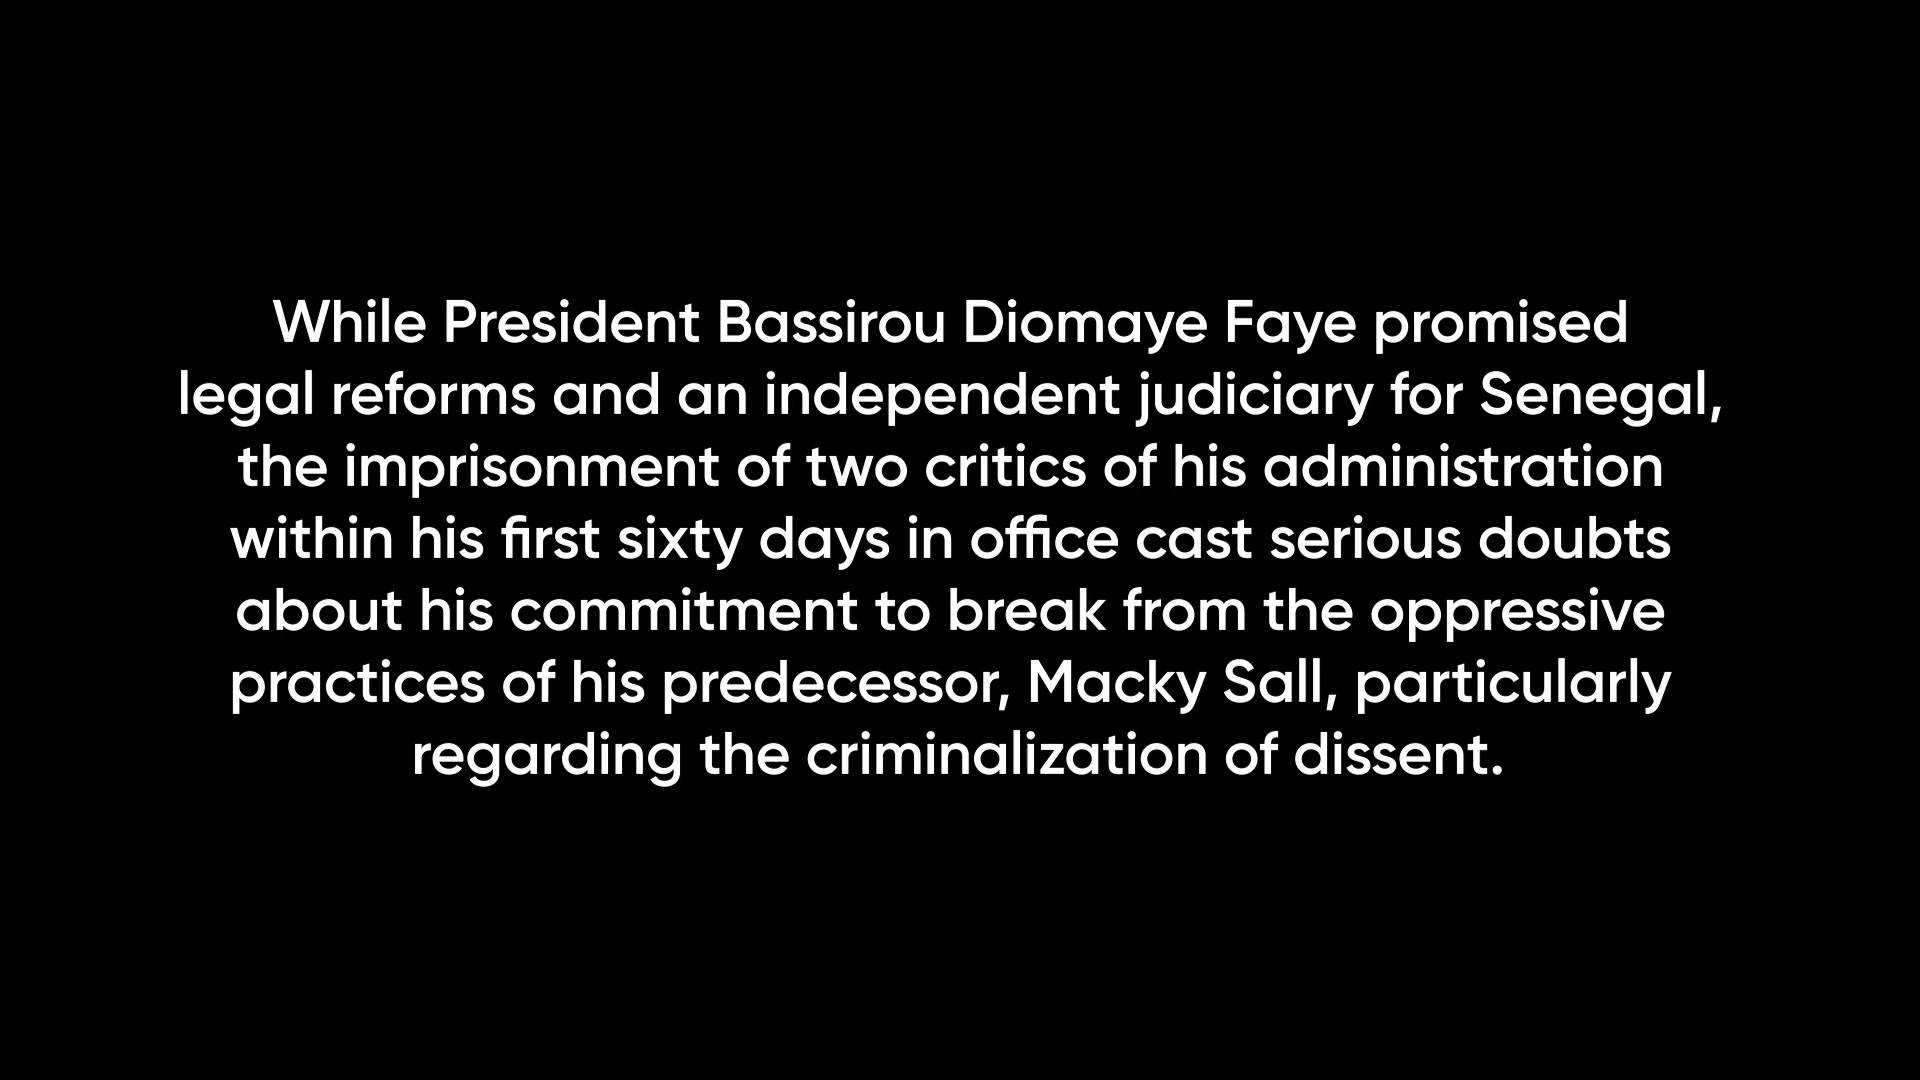 While President Bassirou Diomaye Faye promised
legal reforms and an independent judiciary for Senegal,
the imprisonment of two critics of his administration
within his first sixty days in office cast serious doubts
about his commitment to break from the oppressive
practices of his predecessor, Macky Sall, particularly
regarding the criminalization of dissent.